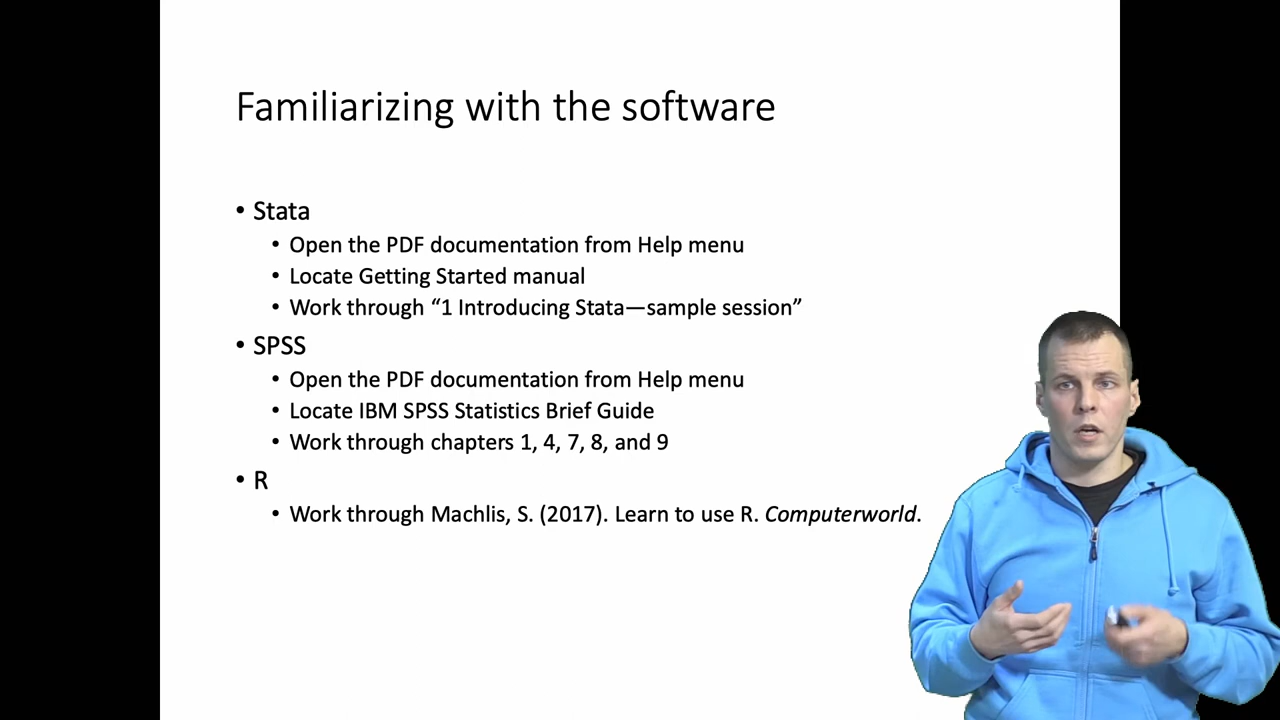 Familiarizing with the software
• Stata
• Open the PDF documentation from Help menu
• Locate Getting Started manual
• Work through “1 Introducing Stata—sample session”
• SPSS
• Open the PDF documentation from Help menu
• Locate IBM SPSS Statistics Brief Guide
• Work through chapters 1, 4, 7, 8, and 9
• R
• Work through Machlis, S. (2017). Learn to use R. Computerworld.